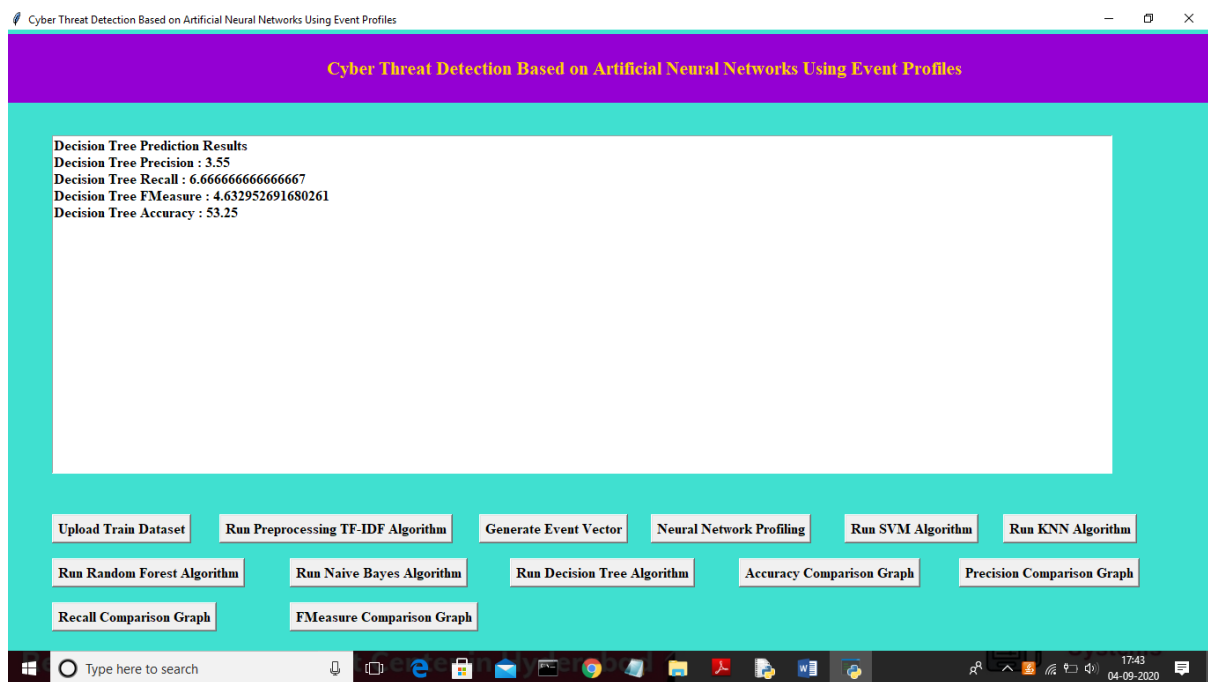 Cyber Threat Detection Based on Artificial Neural Networks Using Event Profiles
Cyber Threat Detection Based on Artificial Neural Networks Using Event Profiles
Decision Tree Prediction Results
Decision Tree Precision : 3.55
Decision Tree Recall : 6.666666666666667
Decision Tree FMeasure : 4.632952691680261
Decision Tree Accuracy : 53.25
Upload Train Dataset Run Preprocessing TF-IDF Algorithm Generate Event Vector Neural Network Profiling Run SVM Algorithm Run KNN Algorithm
Run Random Forest Algorithm Run Naive Bayes Algorithm Run Decision Tree Algorithm Accuracy Comparison Graph Precision Comparison Graph
Recall Comparison Graph FMeasure Comparison Graph
Type here to search
17:43
04-09-2020